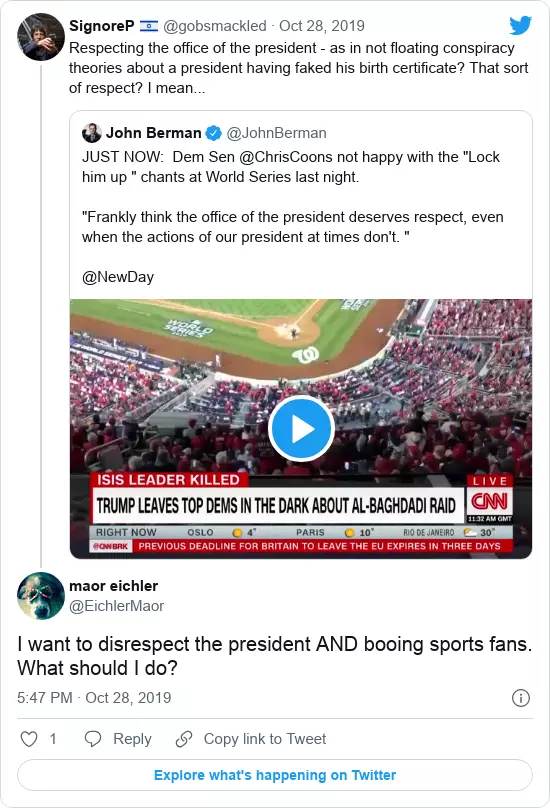 SignoreP @gobsmackled · Oct 28, 2019
Respecting the office of the president - as in not floating conspiracy
theories about a president having faked his birth certificate? That sort
of respect? I mean...
John Berman @JohnBerman
JUST NOW:  Dem Sen @ChrisCoons not happy with the "Lock
him up " chants at World Series last night.
"Frankly think the office of the president deserves respect, even
when the actions of our president at times don't. "
@NewDay
WORLD
SERIES
W
ISIS LEADER KILLED
LIVE
TRUMP LEAVES TOP DEMS IN THE DARK ABOUT AL-BAGHDADI RAID
CNN
11:32 AM GMT
RIGHT NOW OSLO 4° PARIS 10° RIO DE JANEIRO 30°
@CNNBRK PREVIOUS DEADLINE FOR BRITAIN TO LEAVE THE EU EXPIRES IN THREE DAYS
maor eichler
@EichlerMaor
I want to disrespect the president AND booing sports fans.
What should I do?
5:47 PM · Oct 28, 2019
1 Reply Copy link to Tweet
Explore what's happening on Twitter